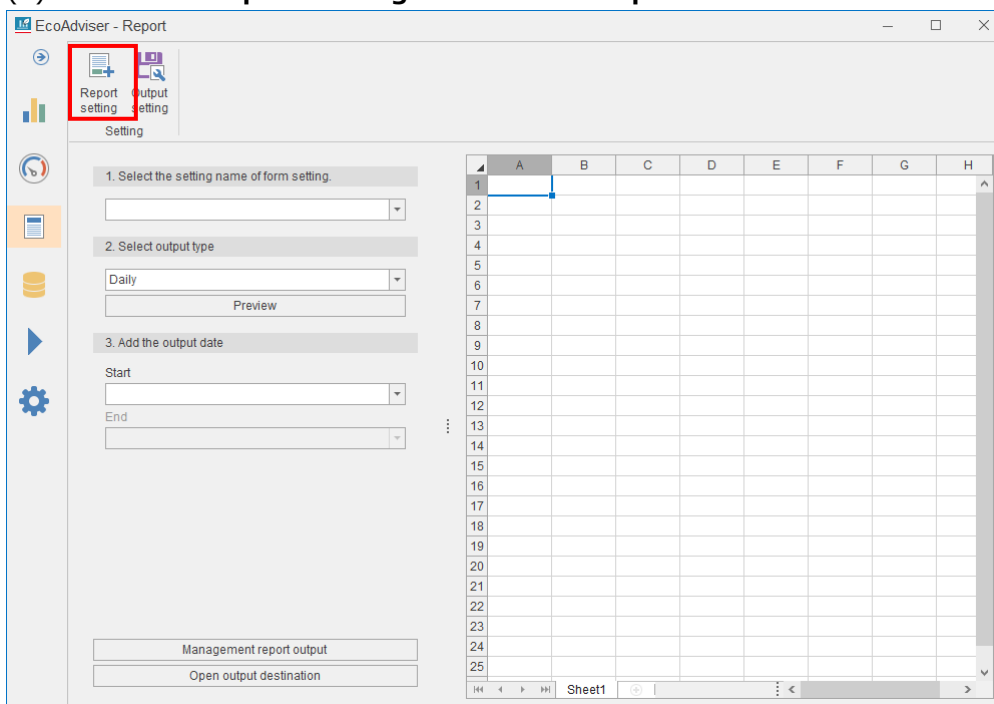 EcoAdviser - Report
Report setting
Output setting
Setting
1. Select the setting name of form setting.
2. Select output type
Daily
Preview
3. Add the output date
Start
End
Management report output
Open output destination
A B C D E F G H
1
2
3
4
5
6
7
8
9
10
11
12
13
14
15
16
17
18
19
20
21
22
23
24
25
Sheet1